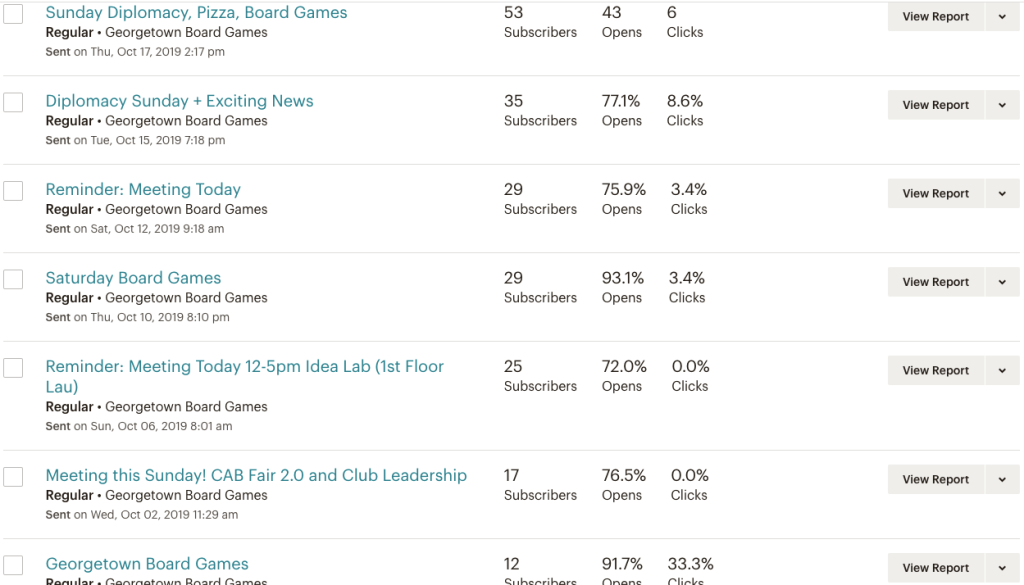 Sunday Diplomacy, Pizza, Board Games
53 43 6
View Report
Regular • Georgetown Board Games
Subscribers Opens Clicks
Sent on Thu, Oct 17, 2019 2:17 pm
Diplomacy Sunday + Exciting News
35 77.1% 8.6%
View Report
Regular • Georgetown Board Games
Subscribers Opens Clicks
Sent on Tue, Oct 15, 2019 7:18 pm
Reminder: Meeting Today
29 75.9% 3.4%
View Report
Regular • Georgetown Board Games
Subscribers Opens Clicks
Sent on Sat, Oct 12, 2019 9:18 am
Saturday Board Games
29 93.1% 3.4%
View Report
Regular • Georgetown Board Games
Subscribers Opens Clicks
Sent on Thu, Oct 10, 2019 8:10 pm
Reminder: Meeting Today 12-5pm Idea Lab (1st Floor
Lau)
25 72.0% 0.0%
View Report
Subscribers Opens Clicks
Regular • Georgetown Board Games
Sent on Sun, Oct 06, 2019 8:01 am
Meeting this Sunday! CAB Fair 2.0 and Club Leadership
17 76.5% 0.0%
View Report
Regular • Georgetown Board Games
Subscribers Opens Clicks
Sent on Wed, Oct 02, 2019 11:29 am
Georgetown Board Games
12 91.7% 33.3%
View Report
Regular • Georgetown Board Games
Subscribers Opens Clicks